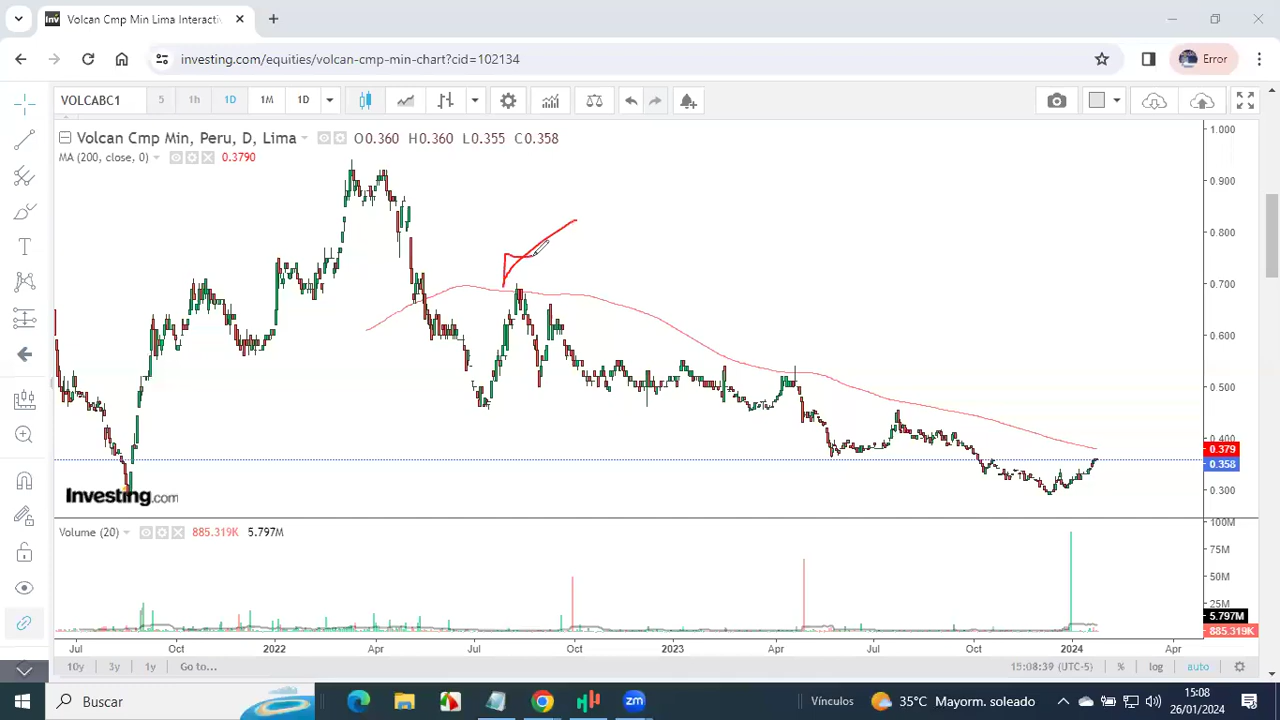 Volcan Cmp Min Lima Interacti
investing.com/equities/volcan-cmp-min-chart?cid=102134
Error
VOLCABC1 5 1h 1D 1M 1D
Volcan Cmp Min, Peru, D, Lima O0.360 H0.360 L0.355 C0.358
MA (200, close, 0) 0.3790
1.000
0.900
0.800
0.700
0.600
0.500
0.400
0.379
0.358
0.300
Investing.com
Volume (20) 885.319K 5.797M
100M
75M
50M
25M
5.797M
885.319K
Jul Oct 2022 Apr Jul Oct 2023 Apr Jul Oct 2024 Apr
10y 3y 1y Go to... 15:08:39 (UTC-5) % log auto
Buscar Vínculos 35°C Mayorm. soleado 15:08
26/01/2024